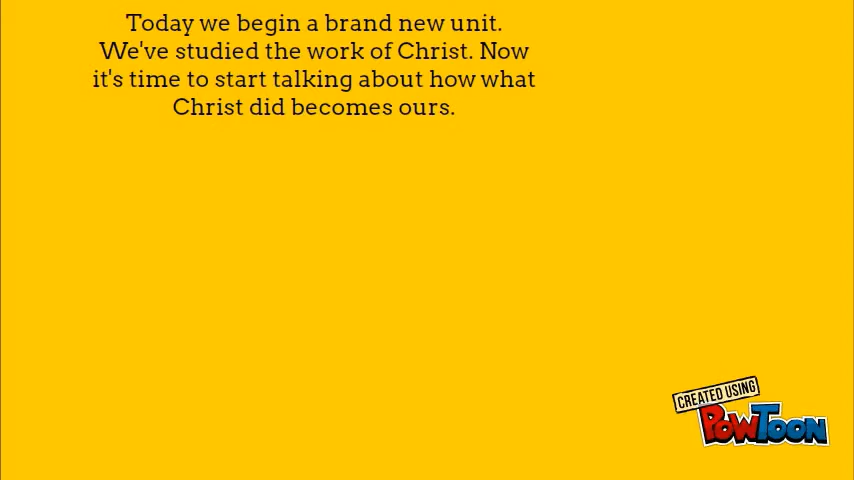 Today we begin a brand new unit.
We've studied the work of Christ. Now
it's time to start talking about how what
Christ did becomes ours.
CREATED USING
PowToon